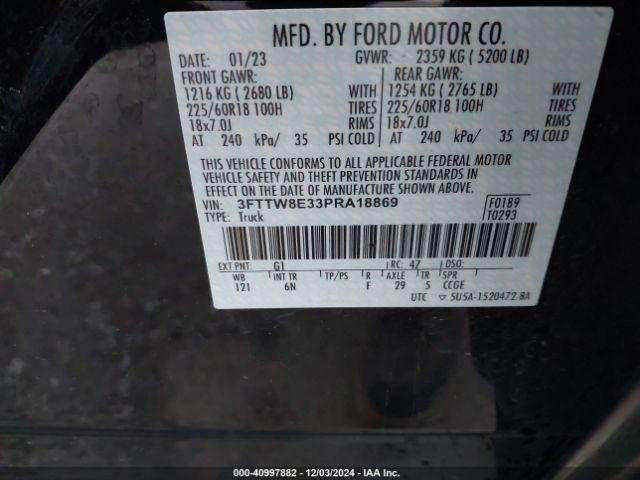 MFD. BY FORD MOTOR CO.
DATE: 01/23 GVWR: 2359 KG ( 5200 LB)
FRONT GAWR: REAR GAWR:
1216 KG ( 2680 LB) WITH 1254 KG ( 2765 LB) WITH
225/60R18 100H TIRES 225/60R18 100H TIRES
18x7.0J RIMS 18x7.0J RIMS
AT 240 kPa/ 35 PSI COLD AT 240 kPa/ 35 PSI COLD
THIS VEHICLE CONFORMS TO ALL APPLICABLE FEDERAL MOTOR
VEHICLE SAFETY AND THEFT PREVENTION STANDARDS IN EFFECT
ON THE DATE OF MANUFACTURE SHOWN ABOVE.
VIN: 3FTTW8E33PRA18869 F0189
TYPE: Truck T0293
EXT PNT: G1 RC: 47 DSO:
WB INT TR TP/PS R AXLE TR SPR
121 6N F 29 5 CCGE
UTC ▽ 5U5A-1520472-BA
000-40997882 - 12/03/2024 - IAA Inc.